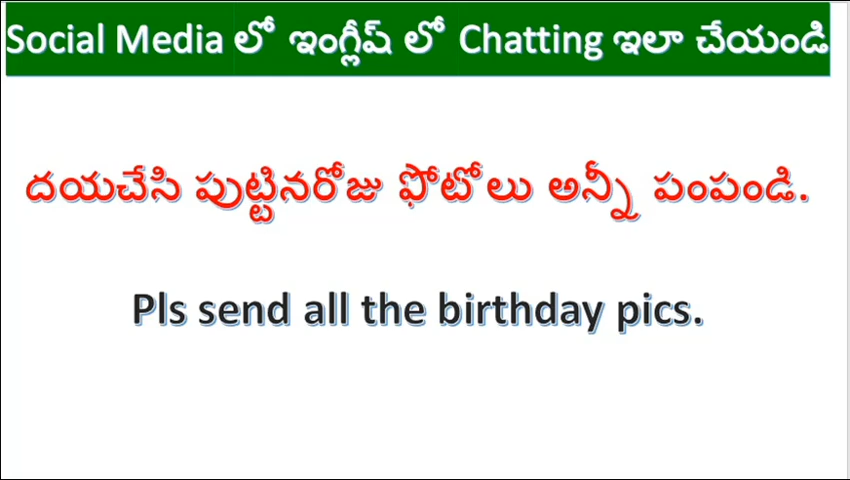 Social Media లో ఇంగ్లీష్ లో Chatting ఇలా చేయండి
దయచేసి పుట్టినరోజు ఫోటోలు అన్నీ పంపండి.
Pls send all the birthday pics.